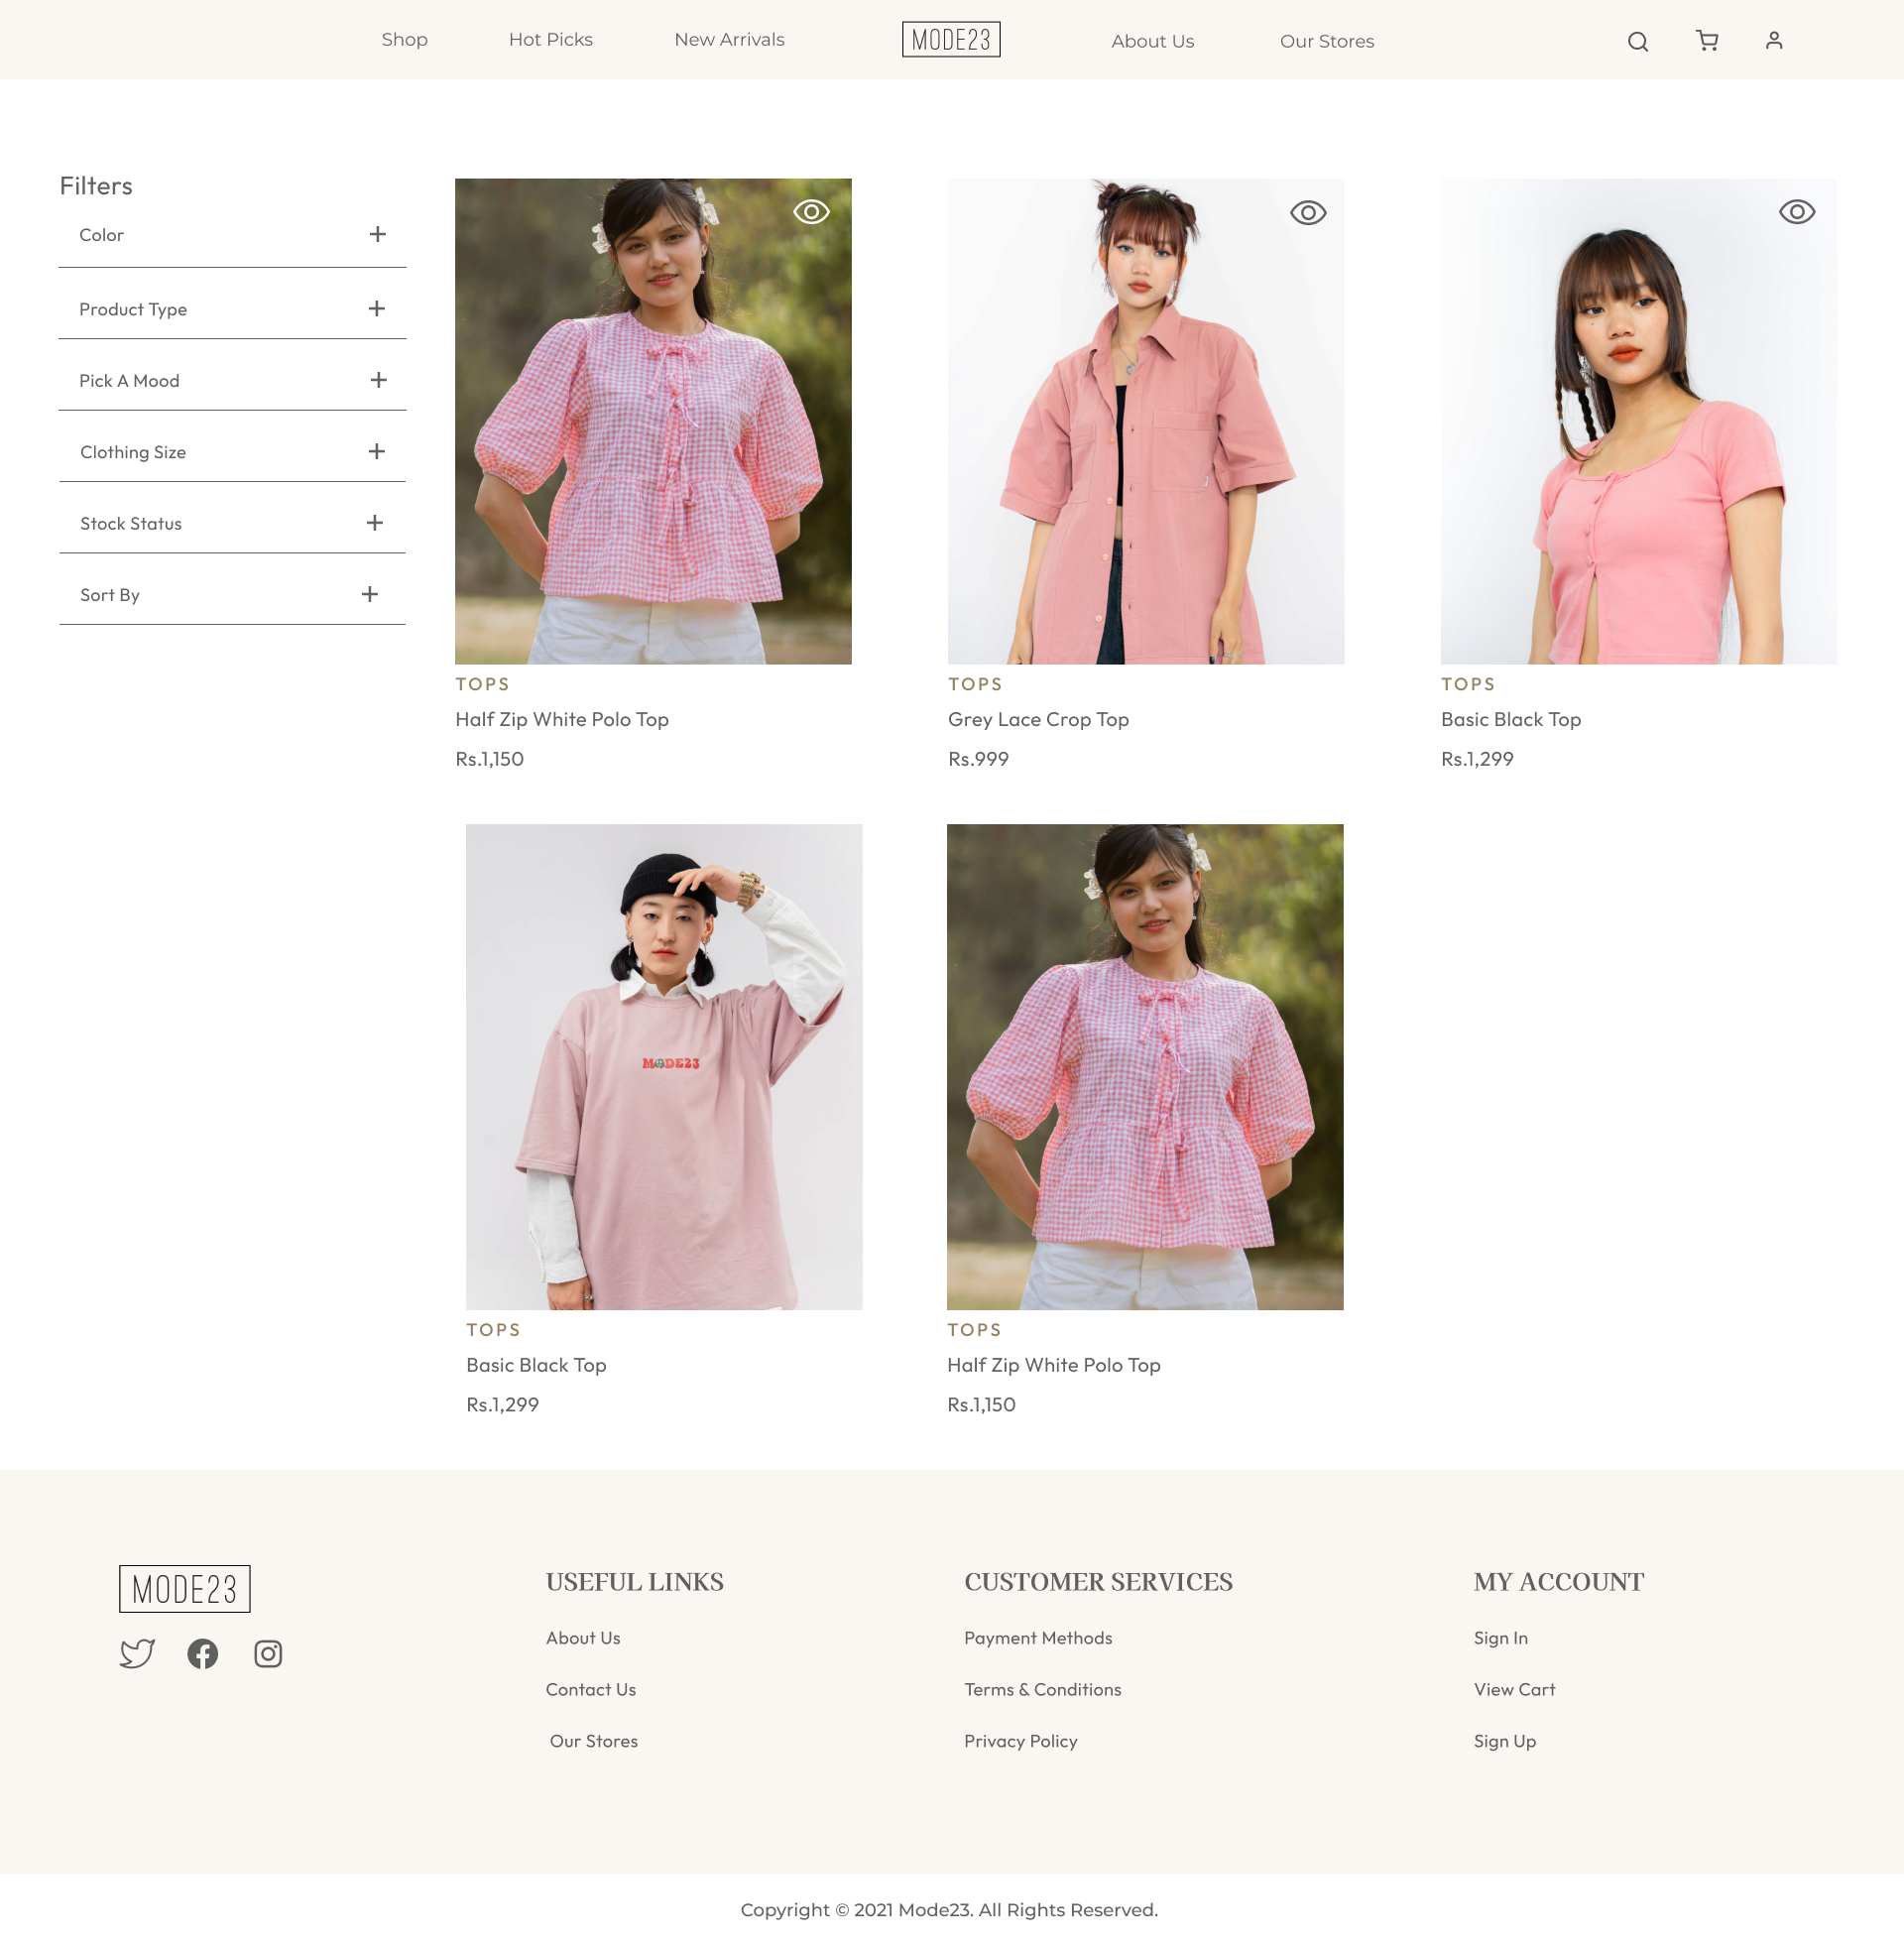 Shop
Hot Picks
New Arrivals
MODE23
About Us
Our Stores
Filters
Color
Product Type
Pick A Mood
Clothing Size
Stock Status
Sort By
TOPS
Half Zip White Polo Top
Rs.1,150
TOPS
Grey Lace Crop Top
Rs.999
TOPS
Basic Black Top
Rs.1,299
MODE23
TOPS
Basic Black Top
Rs.1,299
TOPS
Half Zip White Polo Top
Rs.1,150
MODE23
USEFUL LINKS
About Us
Contact Us
Our Stores
CUSTOMER SERVICES
Payment Methods
Terms & Conditions
Privacy Policy
MY ACCOUNT
Sign In
View Cart
Sign Up
Copyright © 2021 Mode23. All Rights Reserved.